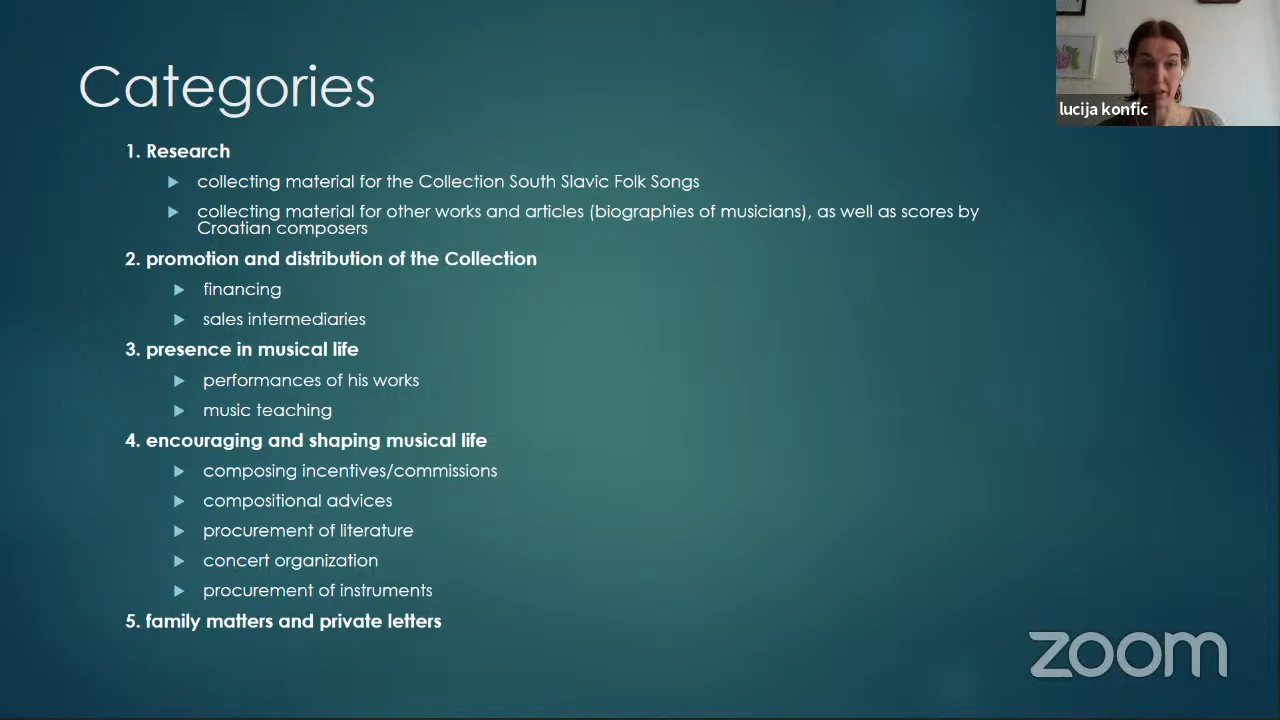 Categories
lucija konfic
1. Research
collecting material for the Collection South Slavic Folk Songs
collecting material for other works and articles (biographies of musicians), as well as scores by
Croatian composers
2. promotion and distribution of the Collection
financing
sales intermediaries
3. presence in musical life
performances of his works
music teaching
4. encouraging and shaping musical life
composing incentives/commissions
compositional advices
procurement of literature
concert organization
procurement of instruments
5. family matters and private letters
zoom